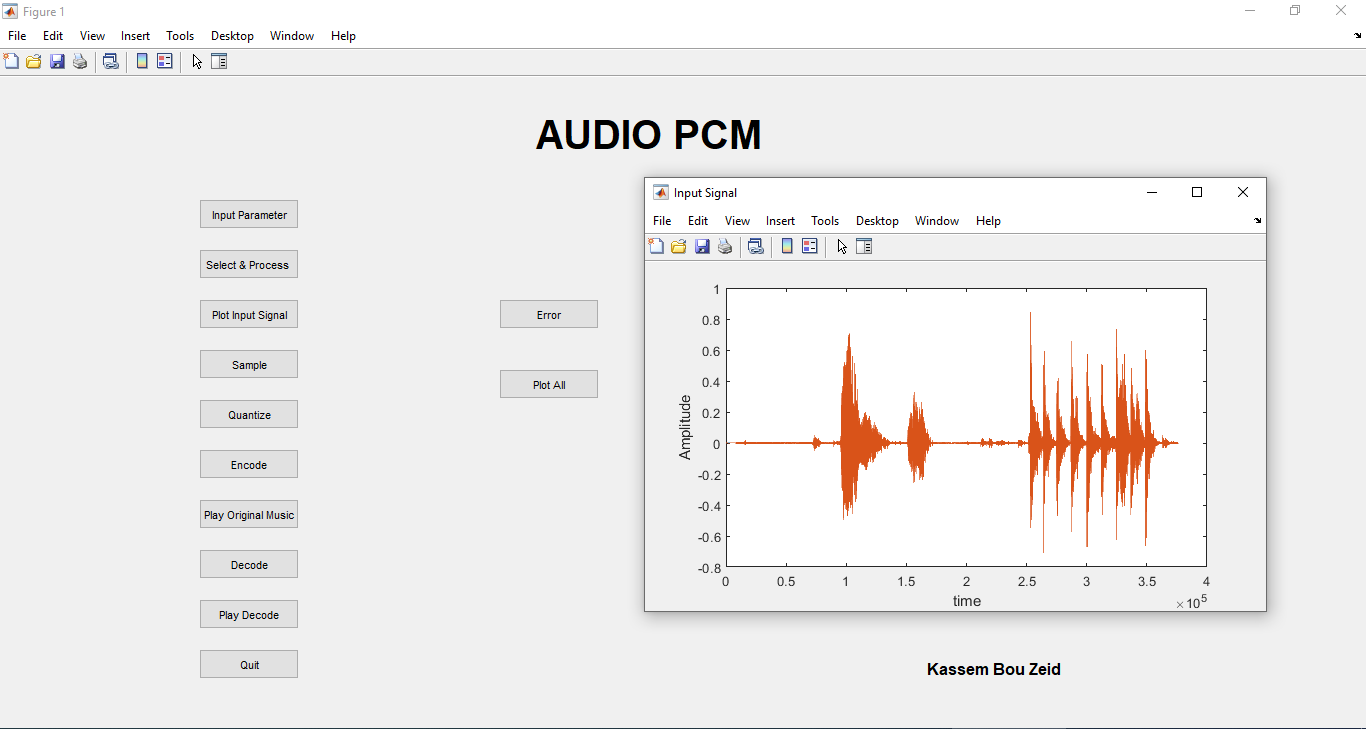 Figure 1
File Edit View Insert Tools Desktop Window Help
AUDIO PCM
Input Parameter
Select & Process
Plot Input Signal
Sample
Quantize
Encode
Play Original Music
Decode
Play Decode
Quit
Error
Plot All
Input Signal
File Edit View Insert Tools Desktop Window Help
Amplitude
1
0.8
0.6
0.4
0.2
0
-0.2
-0.4
-0.6
-0.8
0 0.5 1 1.5 2 2.5 3 3.5 4
time
×10⁵
Kassem Bou Zeid